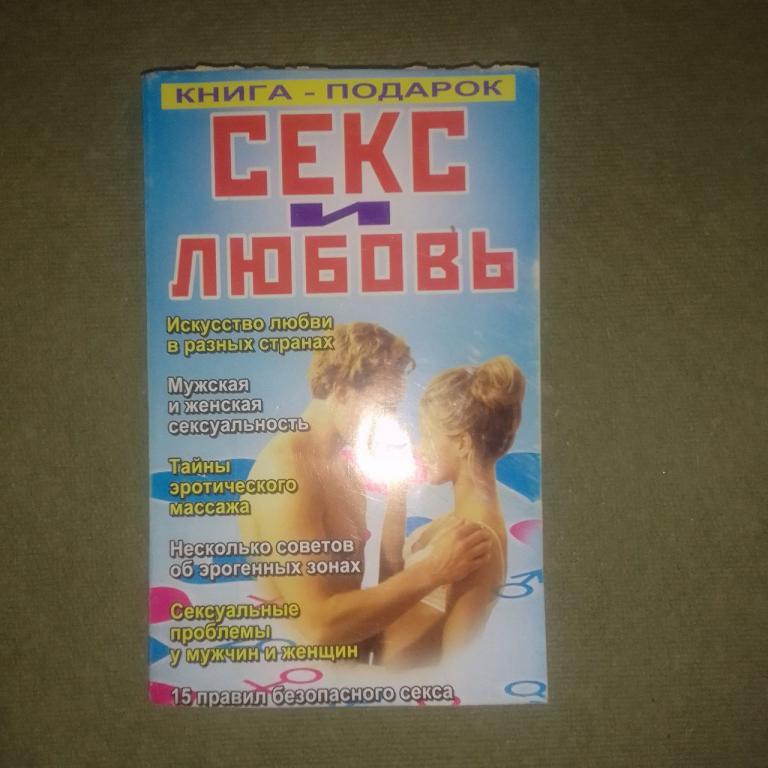 КНИГА - ПОДАРОК
СЕКС
И
ЛЮБОВЬ
Искусство любви
в разных странах
Мужская
и женская
сексуальность
Тайны
эротического
массажа
Несколько советов
об эрогенных зонах
Сексуальные
проблемы
у мужчин и женщин
15 правил безопасного секса